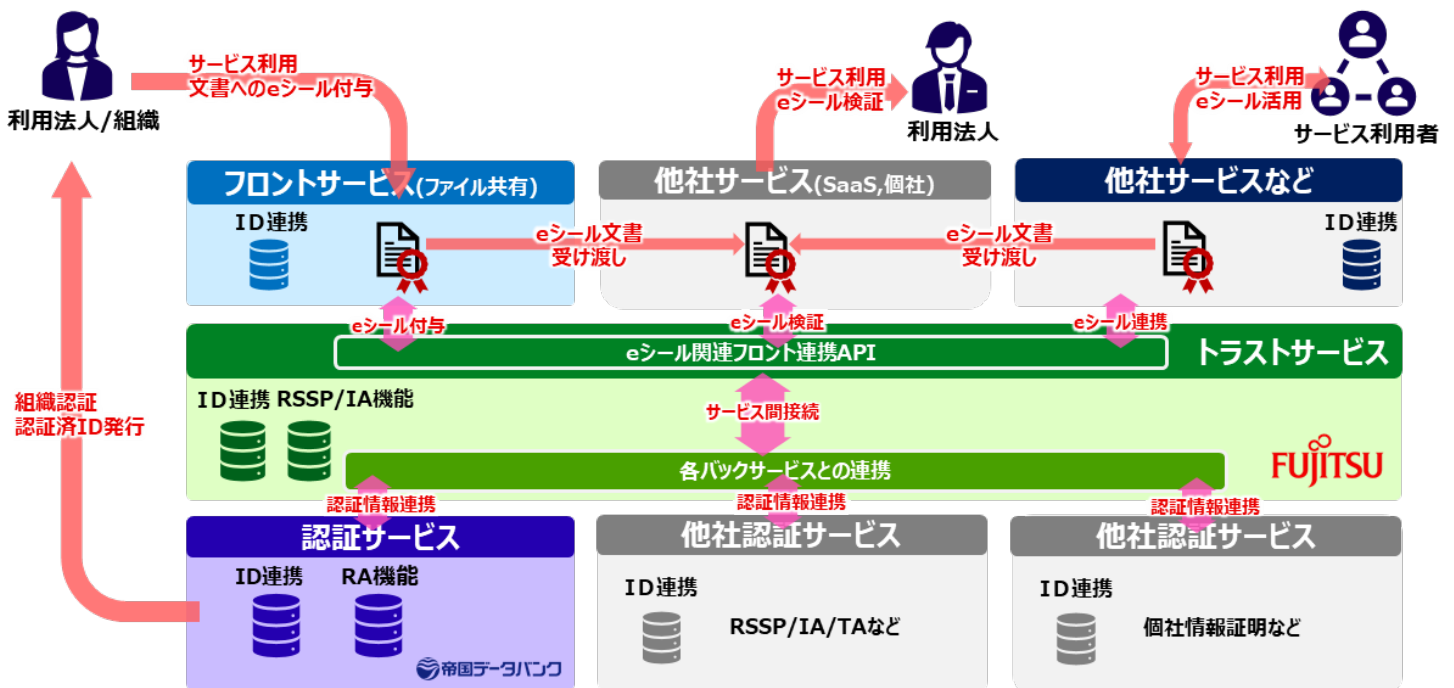 サービス利用
文書へのeシール付与
利用法人/組織
サービス利用
eシール検証
利用法人
サービス利用
eシール活用
サービス利用者
フロントサービス(ファイル共有)
ID連携
eシール文書
受け渡し
他社サービス(SaaS,個社)
eシール文書
受け渡し
他社サービスなど
ID連携
eシール付与
eシール検証
eシール連携
eシール関連フロント連携API
トラストサービス
組織認証
認証済ID発行
ID連携 RSSP/IA機能
サービス間接続
各バックサービスとの連携
FUJITSU
認証情報連携
認証情報連携
認証情報連携
認証サービス
ID連携
RA機能
帝国データバンク
他社認証サービス
ID連携
RSSP/IA/TAなど
他社認証サービス
ID連携
個社情報証明など